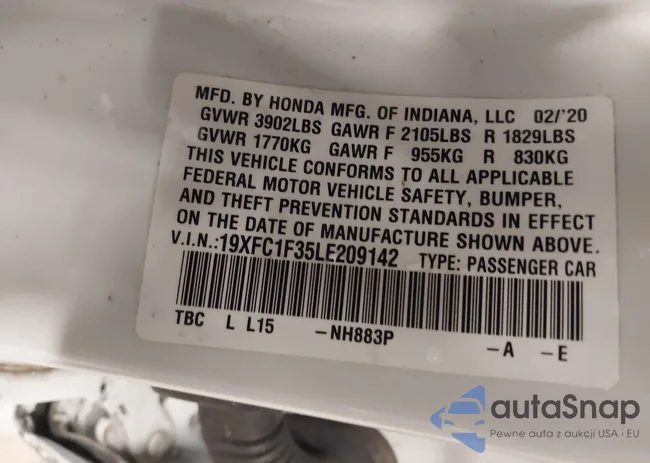 MFD. BY HONDA MFG. OF INDIANA, LLC 02/'20
GVWR 3902LBS GAWR F 2105LBS R 1829LBS
GVWR 1770KG GAWR F 955KG R 830KG
THIS VEHICLE CONFORMS TO ALL APPLICABLE
FEDERAL MOTOR VEHICLE SAFETY, BUMPER,
AND THEFT PREVENTION STANDARDS IN EFFECT
ON THE DATE OF MANUFACTURE SHOWN ABOVE.
V.I.N.:19XFC1F35LE209142 TYPE: PASSENGER CAR
TBC L L15 -NH883P -A -E
autaSnap
Pewne auta z aukcji USA i EU